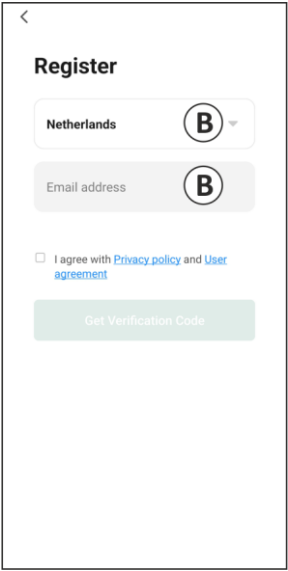 Register
Netherlands B
Email address B
I agree with Privacy policy and User
agreement
Get Verification Code